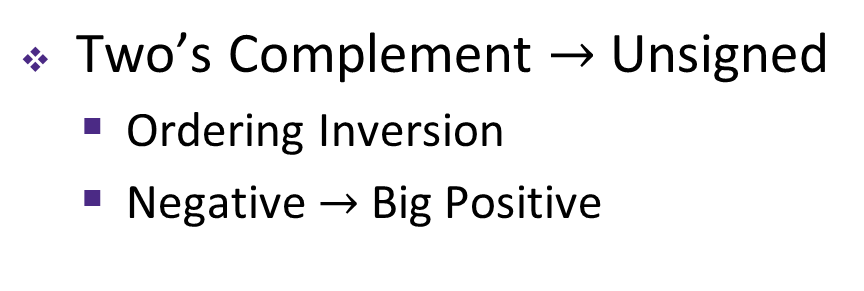 ❖ Two’s Complement → Unsigned
▪ Ordering Inversion
▪ Negative → Big Positive